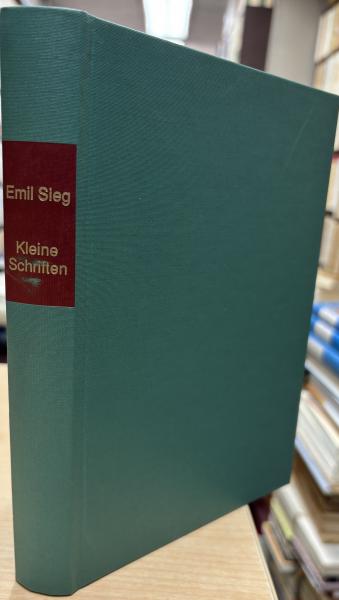 Emil Sieg
Kleine
Schriften